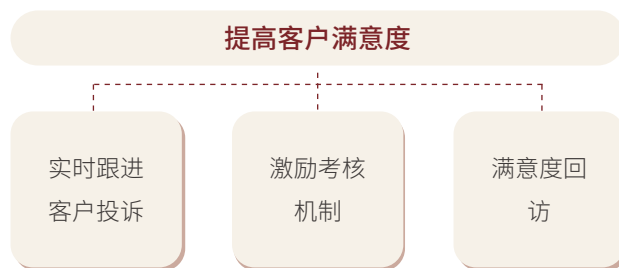 提高客户满意度
实时跟进
客户投诉
激励考核
机制
满意度回
访